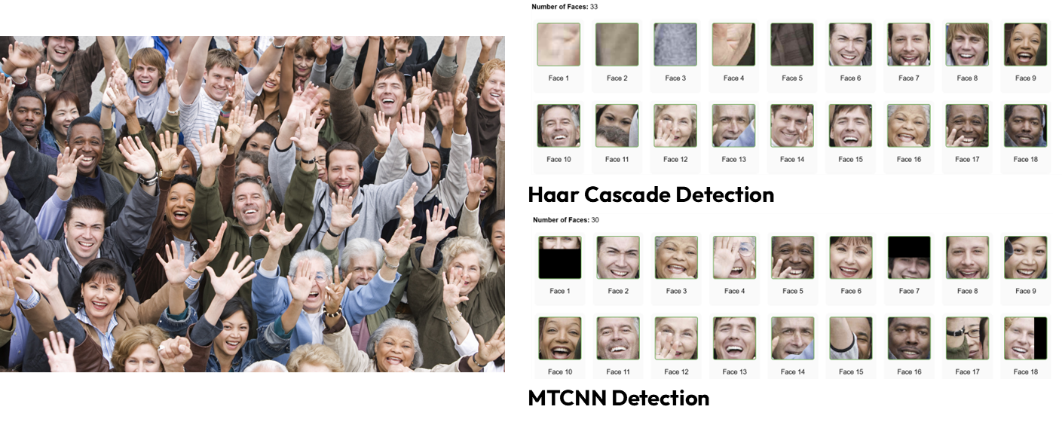 Number of Faces: 33
Face 1 Face 2 Face 3 Face 4 Face 5 Face 6 Face 7 Face 8 Face 9
Face 10 Face 11 Face 12 Face 13 Face 14 Face 15 Face 16 Face 17 Face 18
Haar Cascade Detection
Number of Faces: 30
Face 1 Face 2 Face 3 Face 4 Face 5 Face 6 Face 7 Face 8 Face 9
Face 10 Face 11 Face 12 Face 13 Face 14 Face 15 Face 16 Face 17 Face 18
MTCNN Detection